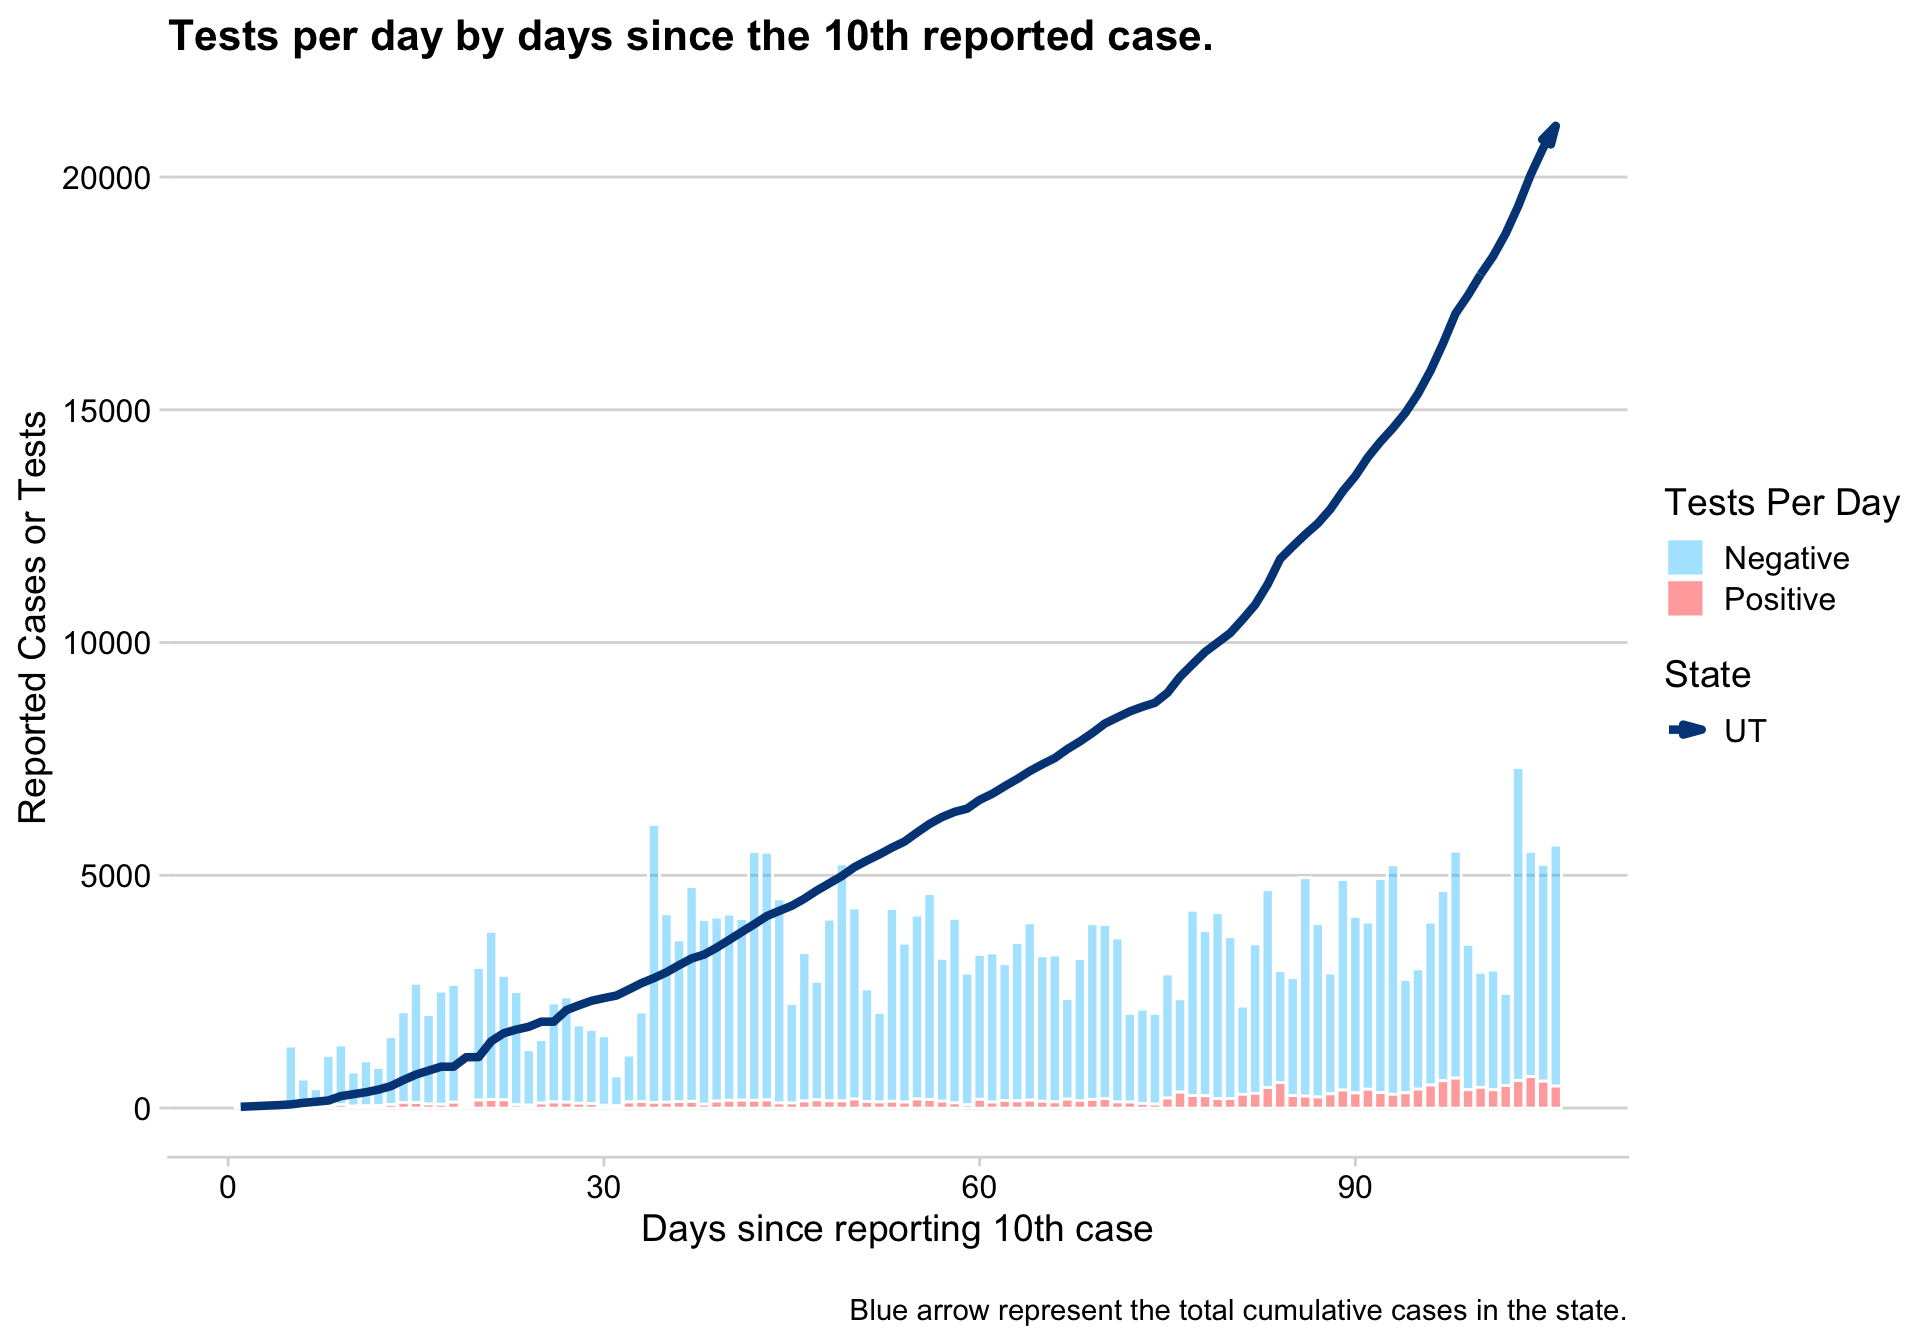 Tests per day by days since the 10th reported case.
20000
15000
10000
5000
0
Reported Cases or Tests
0 30 60 90
Days since reporting 10th case
Tests Per Day
Negative
Positive
State
UT
Blue arrow represent the total cumulative cases in the state.